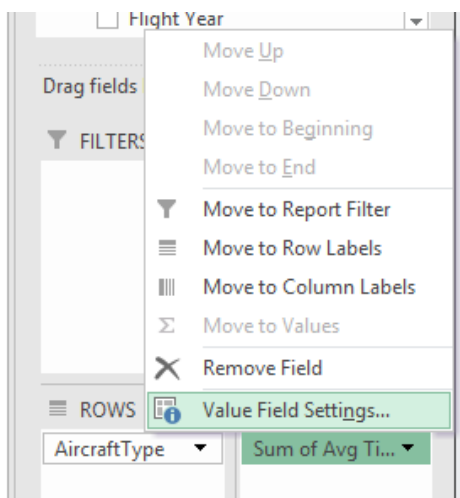 Flight Year
Move Up
Drag fields
Move Down
Move to Beginning
FILTERS
Move to End
Move to Report Filter
Move to Row Labels
Move to Column Labels
Σ Move to Values
Remove Field
ROWS
Value Field Settings...
AircraftType
Sum of Avg Ti...